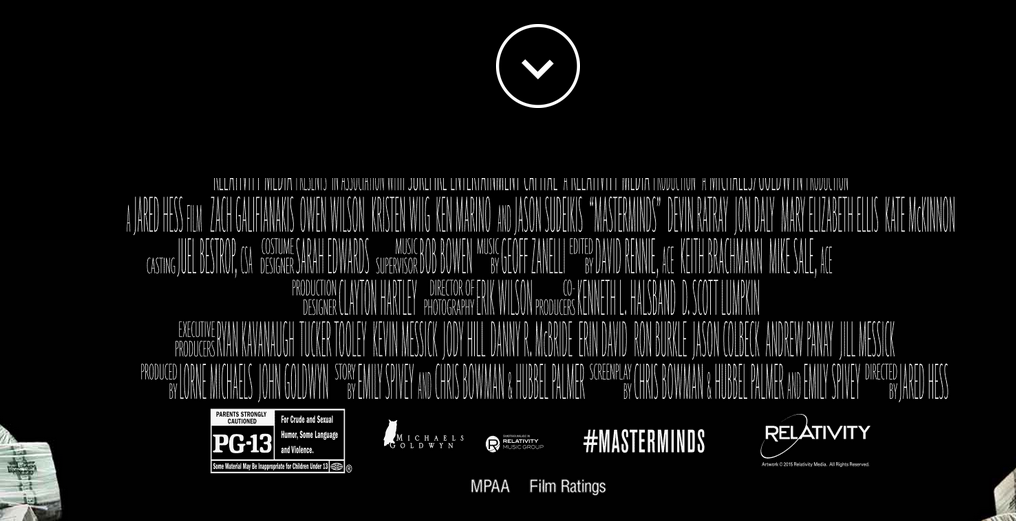 RELATIVITY MEDIA PRESENTS IN ASSOCIATION WITH SUREFIRE ENTERTAINMENT CAPITAL A RELATIVITY MEDIA PRODUCTION A MICHAELS/GOLDWYN PRODUCTION
A JARED HESS FILM ZACH GALIFIANAKIS OWEN WILSON KRISTEN WIIG KEN MARINO AND JASON SUDEIKIS “MASTERMINDS” DEVIN RATRAY JON DALY MARY ELIZABETH ELLIS KATE McKINNON
CASTING JUEL BESTROP, CSA COSTUME DESIGNER SARAH EDWARDS MUSIC SUPERVISOR BOB BOWEN MUSIC BY GEOFF ZANELLI EDITED BY DAVID RENNIE, ACE KEITH BRACHMANN MIKE SALE, ACE
PRODUCTION DESIGNER CLAYTON HARTLEY DIRECTOR OF PHOTOGRAPHY ERIK WILSON CO-PRODUCERS KENNETH L. HALSBAND D. SCOTT LUMPKIN
EXECUTIVE PRODUCERS RYAN KAVANAUGH TUCKER TOOLEY KEVIN MESSICK JODY HILL DANNY R. McBRIDE ERIN DAVID RON BURKLE JASON COLBECK ANDREW PANAY JILL MESSICK
PRODUCED BY LORNE MICHAELS JOHN GOLDWYN STORY BY EMILY SPIVEY AND CHRIS BOWMAN & HUBBEL PALMER SCREENPLAY BY CHRIS BOWMAN & HUBBEL PALMER AND EMILY SPIVEY DIRECTED BY JARED HESS
PARENTS STRONGLY CAUTIONED
PG-13
For Crude and Sexual
Humor, Some Language
and Violence.
Some Material May Be Inappropriate for Children Under 13
®
MICHAELS
GOLDWYN
R RELATIVITY
MUSIC GROUP
#MASTERMINDS
RELATIVITY
Artwork © 2015 Relativity Media. All Rights Reserved.
MPAA Film Ratings